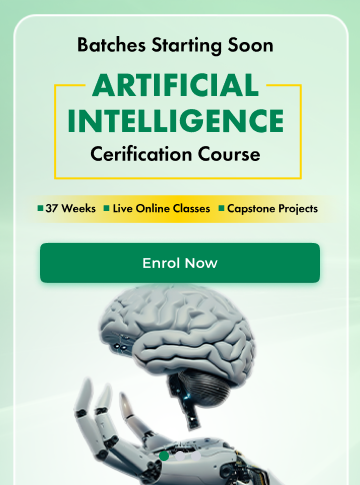 Batches Starting Soon
ARTIFICIAL
INTELLIGENCE
Cerification Course
37 Weeks Live Online Classes Capstone Projects
Enrol Now